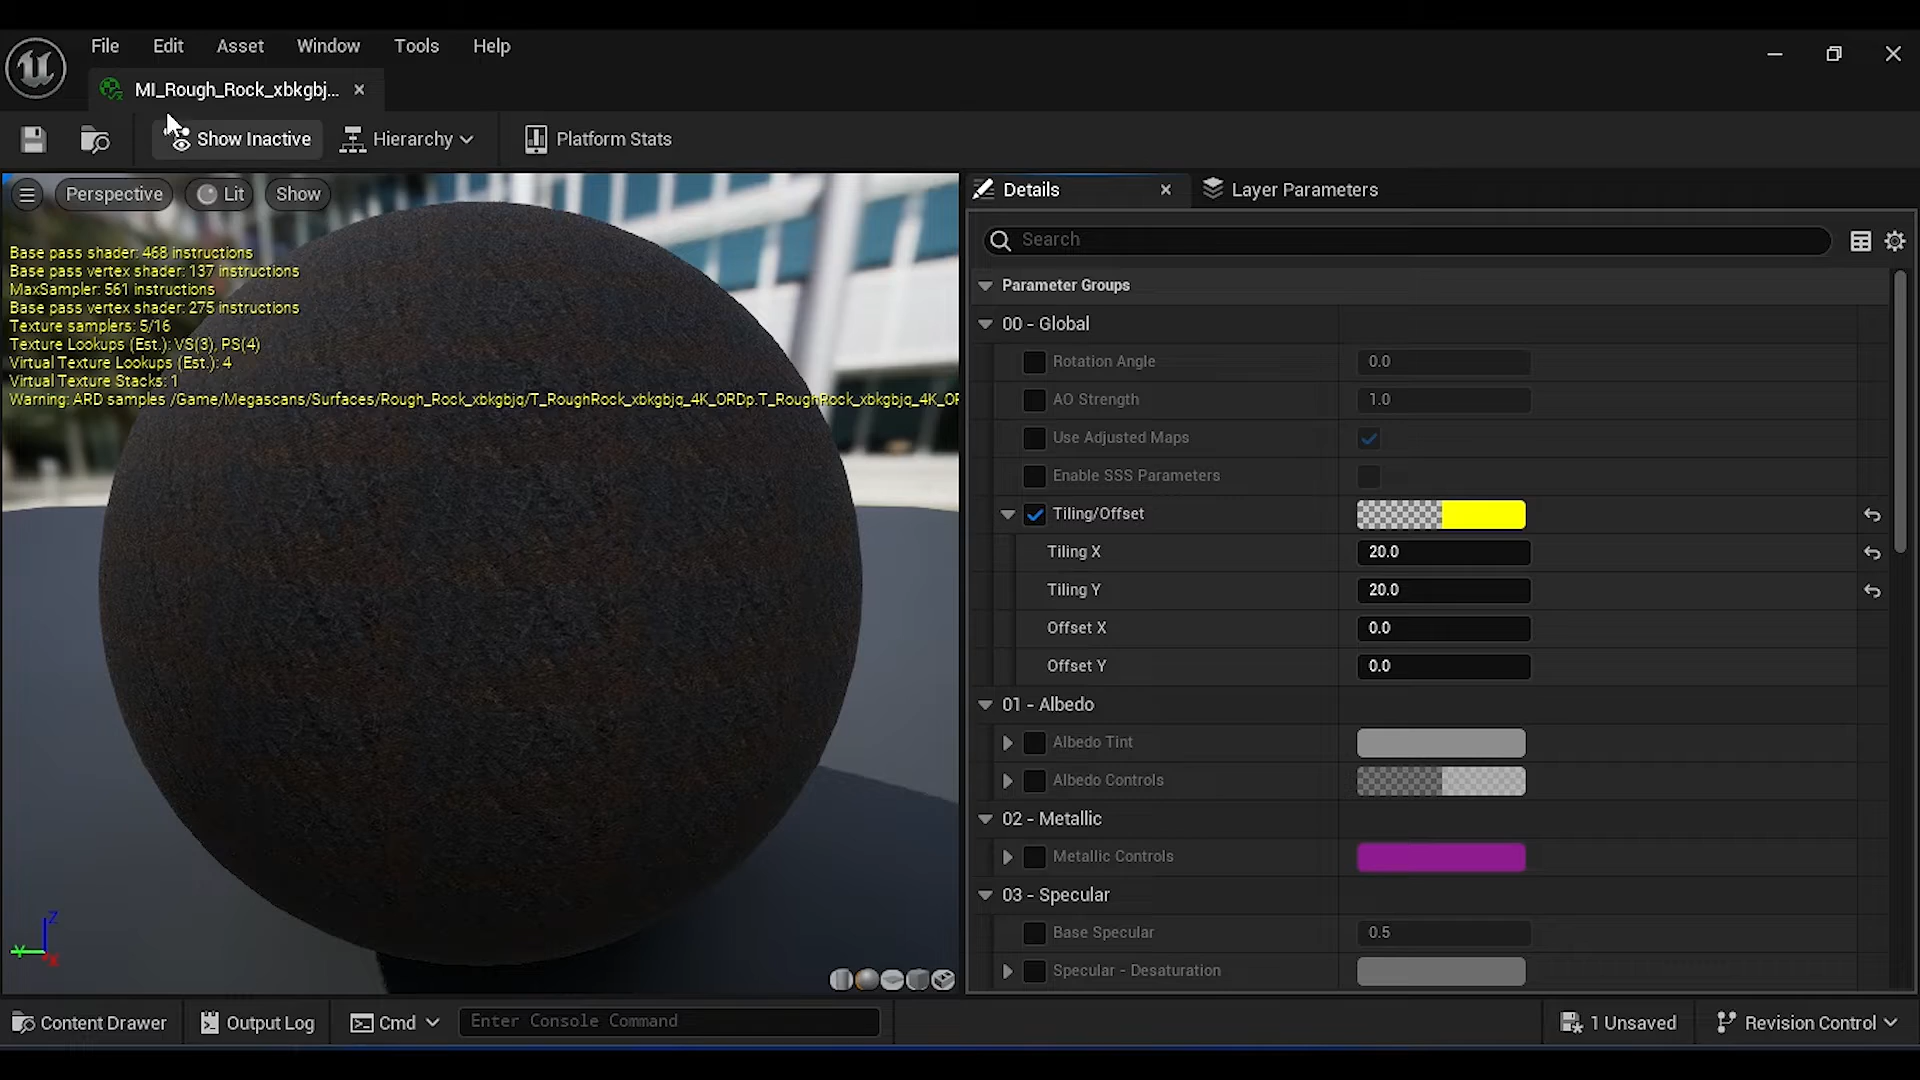 File Edit Asset Window Tools Help
MI_Rough_Rock_xbkgbj...
Show Inactive Hierarchy Platform Stats
Perspective Lit Show
Base pass shader: 468 instructions
Base pass vertex shader: 137 instructions
MaxSampler: 561 instructions
Base pass vertex shader: 275 instructions
Texture samplers: 5/16
Texture Lookups (Est.): VS(3), PS(4)
Virtual Texture Lookups (Est.): 4
Virtual Texture Stacks: 1
Warning: ARD samples /Game/Megascans/Surfaces/Rough_Rock_xbkgbjq/T_RoughRock_xbkgbjq_4K_ORDp.T_RoughRock_xbkgbjq_4K_OR
Z
Y
X
Details Layer Parameters
Search
Parameter Groups
00 - Global
Rotation Angle 0.0
AO Strength 1.0
Use Adjusted Maps
Enable SSS Parameters
Tiling/Offset
Tiling X 20.0
Tiling Y 20.0
Offset X 0.0
Offset Y 0.0
01 - Albedo
Albedo Tint
Albedo Controls
02 - Metallic
Metallic Controls
03 - Specular
Base Specular 0.5
Specular - Desaturation
Content Drawer Output Log Cmd Enter Console Command 1 Unsaved Revision Control